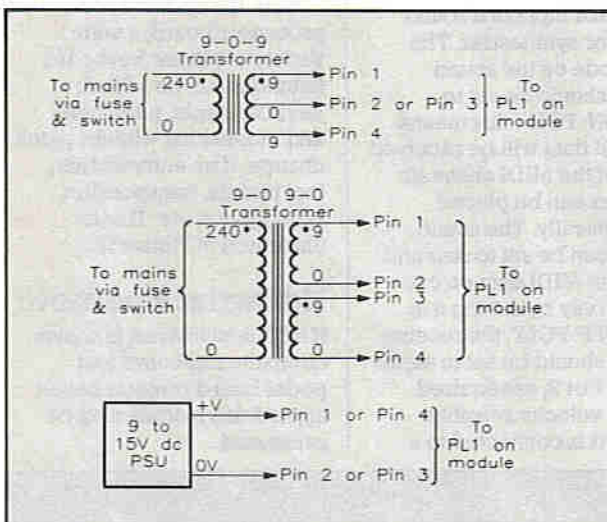 9-0-9
Transformer
To mains
via fuse
& switch
240
0
9
0
9
Pin 1
Pin 2 or Pin 3
Pin 4
To
PL1 on
module
9-0 9-0
Transformer
To mains
via fuse
& switch
240
0
9
0
9
0
Pin 1
Pin 2
Pin 3
Pin 4
To
PL1 on
module
9 to
15V dc
PSU
+V
0V
Pin 1 or Pin 4
Pin 2 or Pin 3
To
PL1 on
module